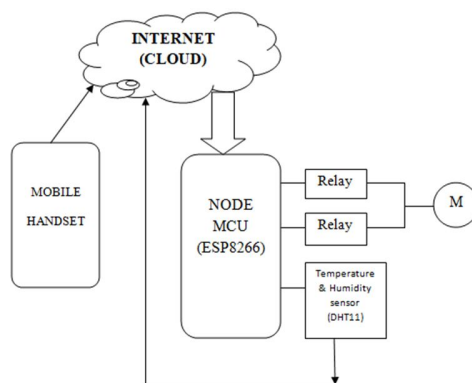 INTERNET
(CLOUD)
MOBILE
HANDSET
NODE
MCU
(ESP8266)
Relay
Relay
M
Temperature
& Humidity
sensor
(DHT11)